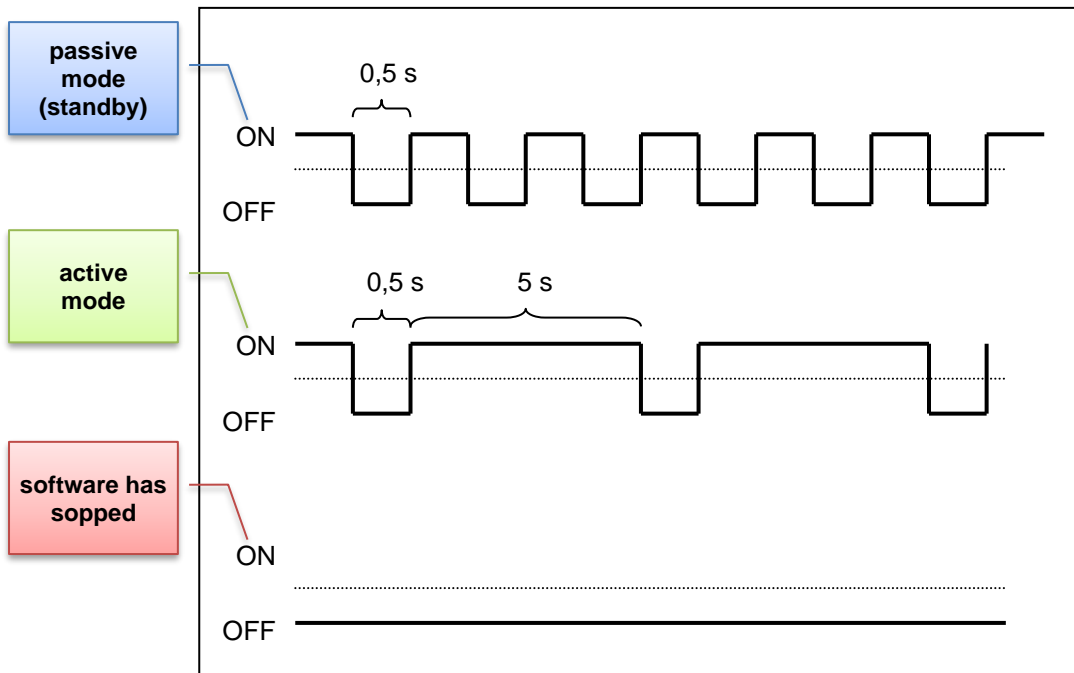 passive
mode
(standby)
0,5 s
ON
OFF
active
mode
0,5 s
5 s
ON
OFF
software has
sopped
ON
OFF